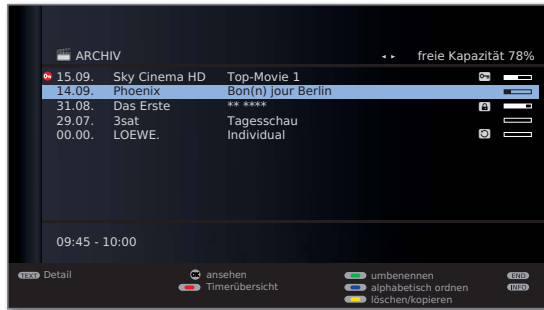 ARCHIV freie Kapazität 78%
15.09. Sky Cinema HD Top-Movie 1
14.09. Phoenix Bon(n) jour Berlin
31.08. Das Erste ** ****
29.07. 3sat Tagesschau
00.00. LOEWE. Individual
09:45 - 10:00
TEXT Detail OK ansehen umbenennen END
Timerübersicht alphabetisch ordnen INFO
löschen/kopieren